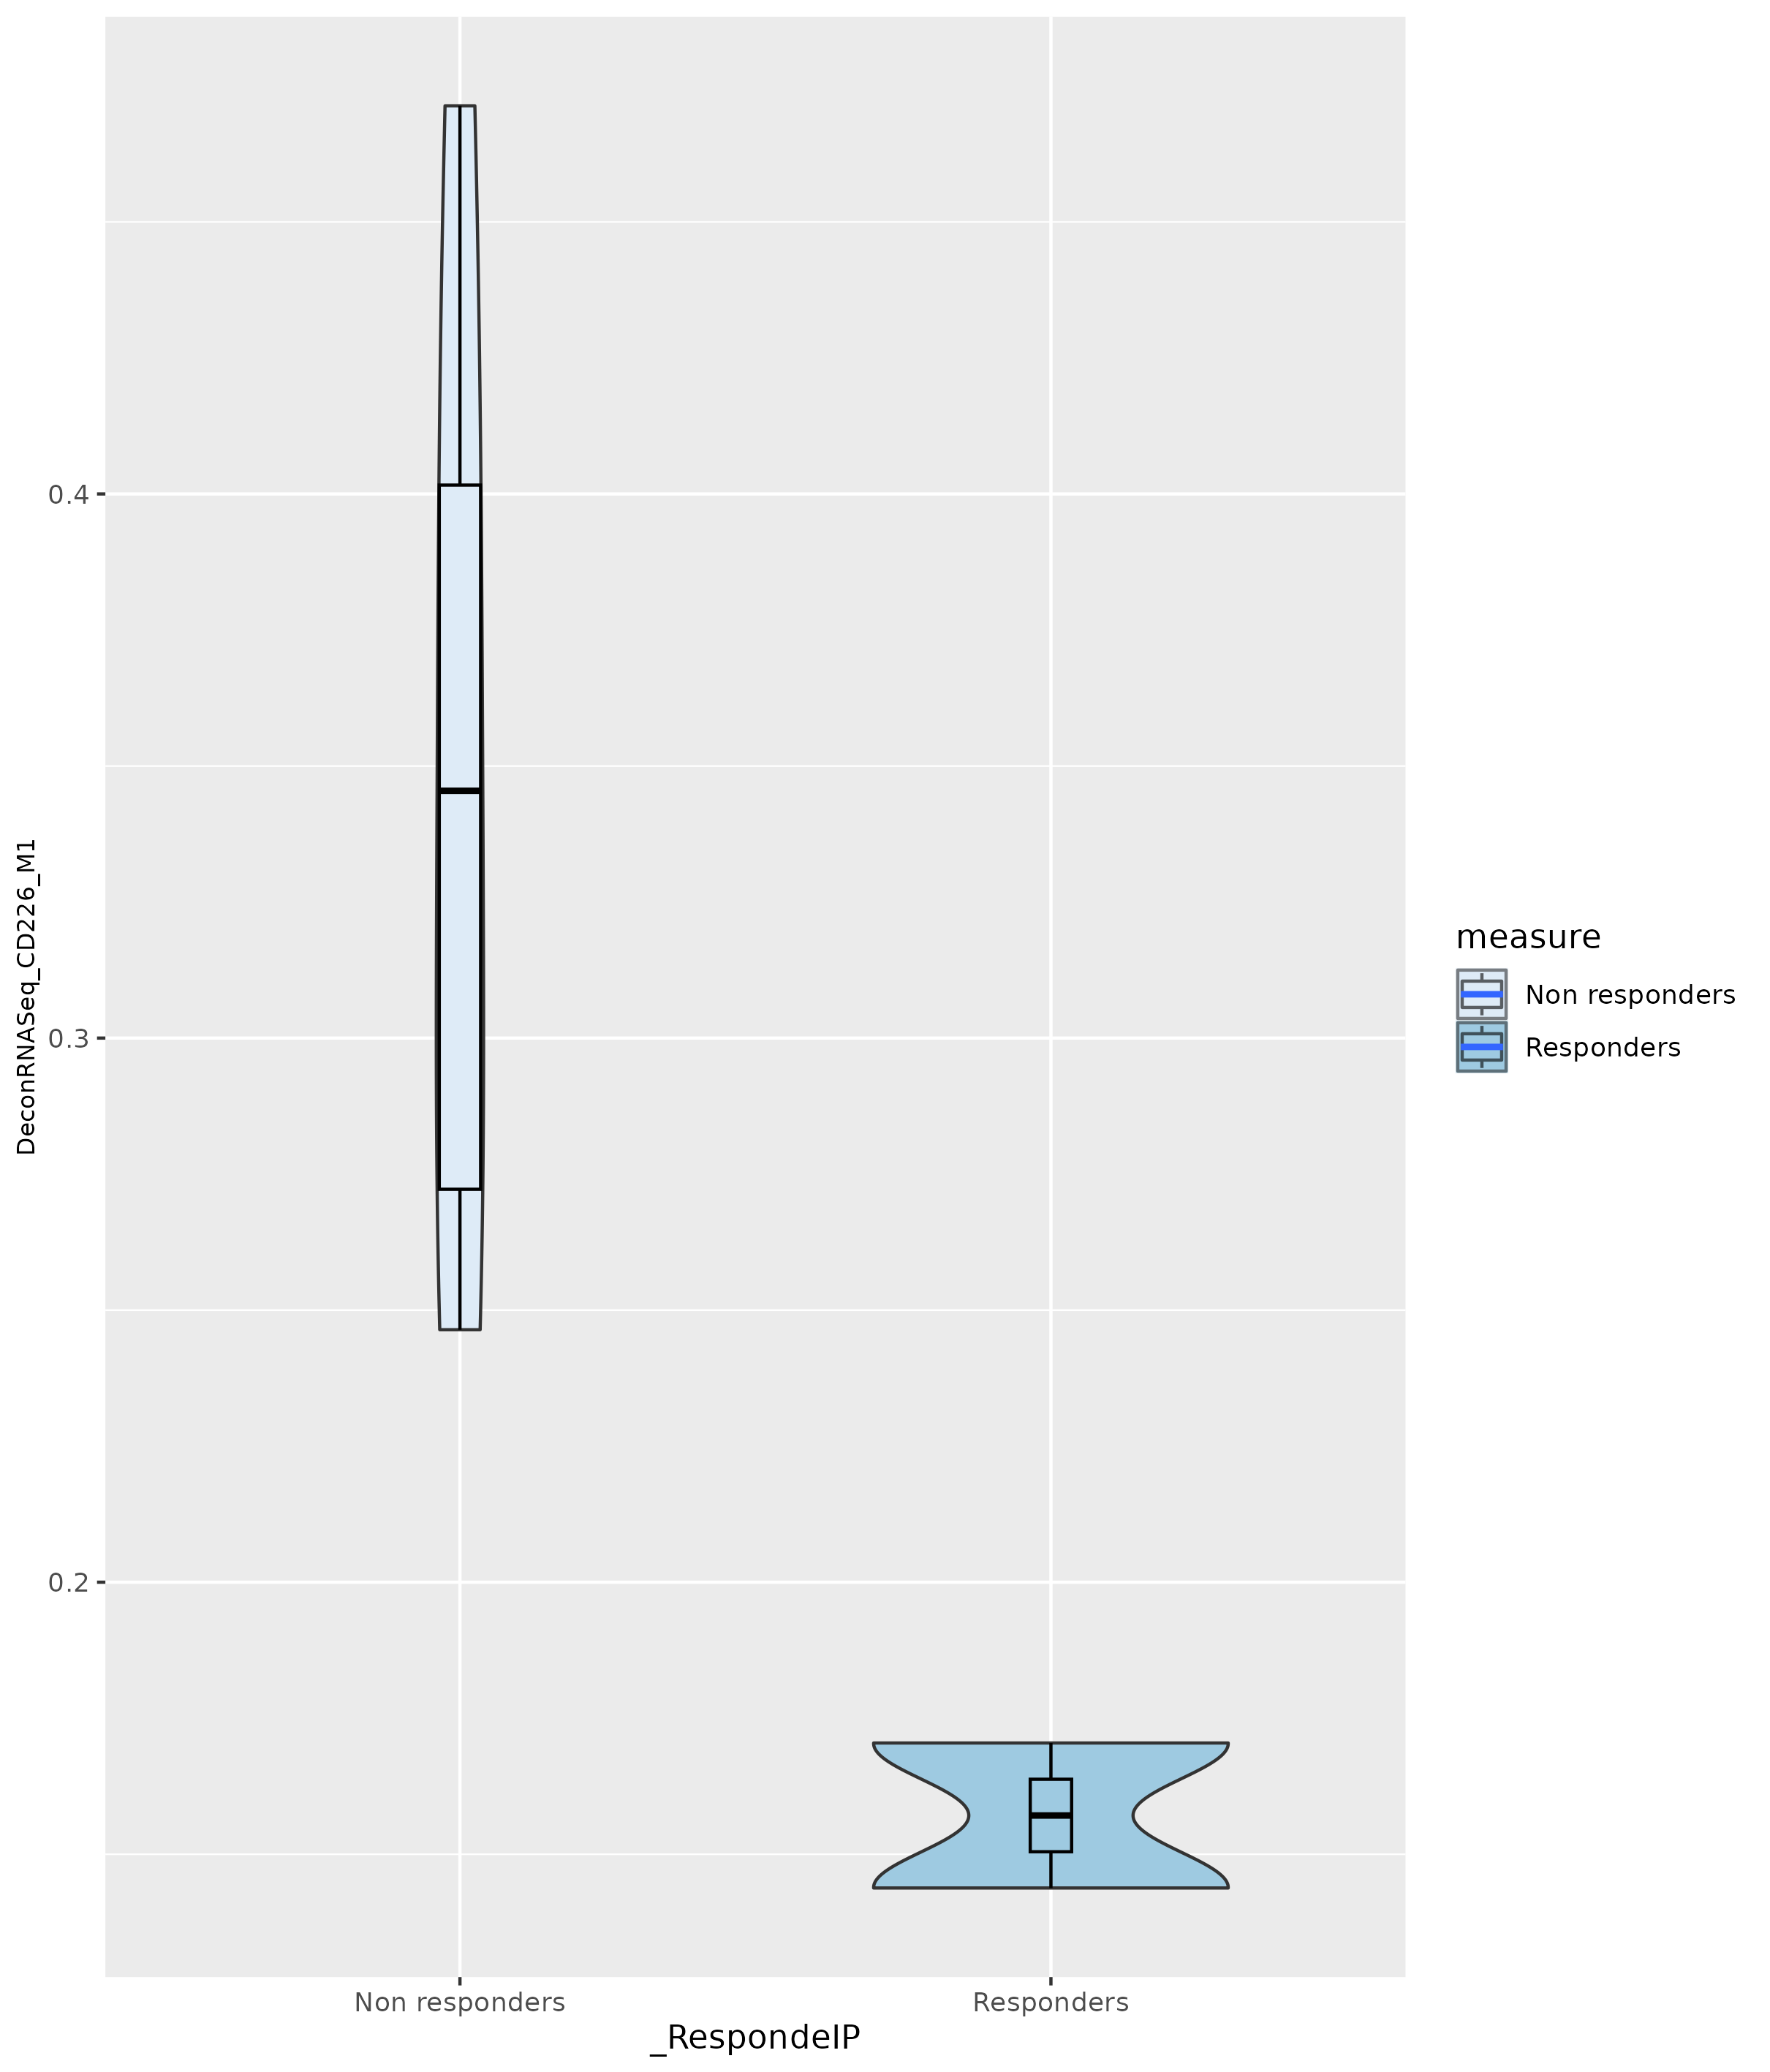 DeconRNASeq_CD226_M1
0.4
0.3
0.2
Non responders
Responders
_RespondeIP
measure
Non responders
Responders